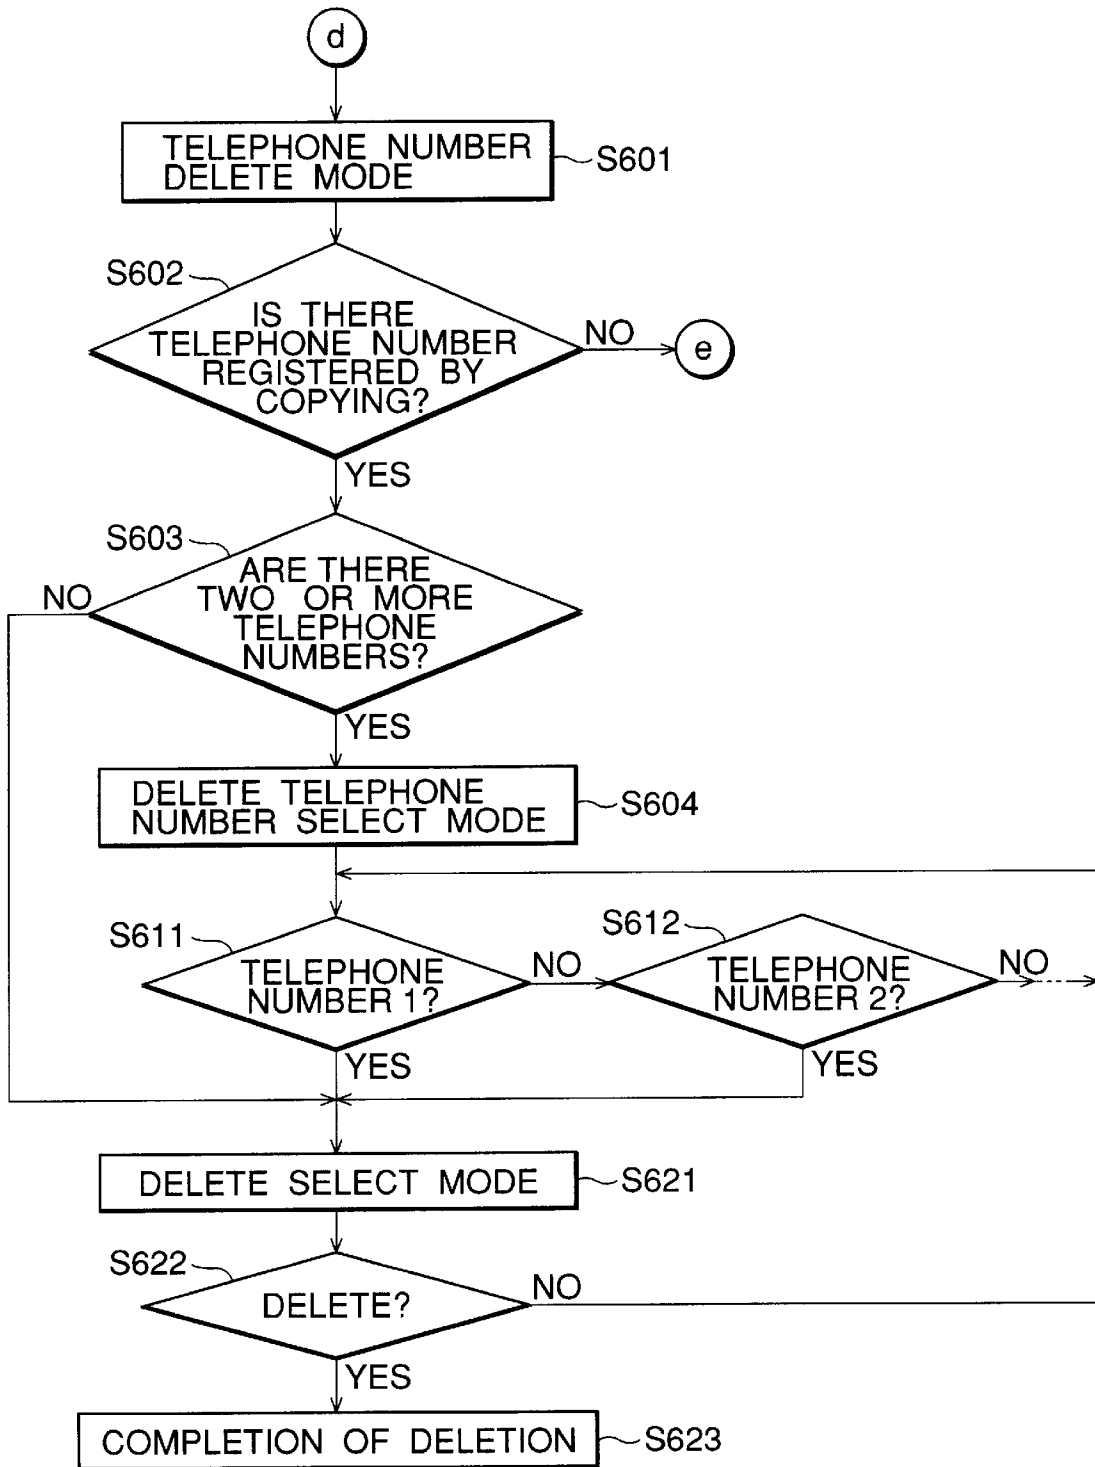 d
TELEPHONE NUMBER
DELETE MODE
S601
S602
IS THERE
TELEPHONE NUMBER
REGISTERED BY
COPYING?
NO
e
YES
S603
ARE THERE
TWO OR MORE
TELEPHONE
NUMBERS?
NO
YES
DELETE TELEPHONE
NUMBER SELECT MODE
S604
S611
TELEPHONE
NUMBER 1?
NO
YES
S612
TELEPHONE
NUMBER 2?
NO
YES
DELETE SELECT MODE
S621
S622
DELETE?
NO
YES
COMPLETION OF DELETION
S623